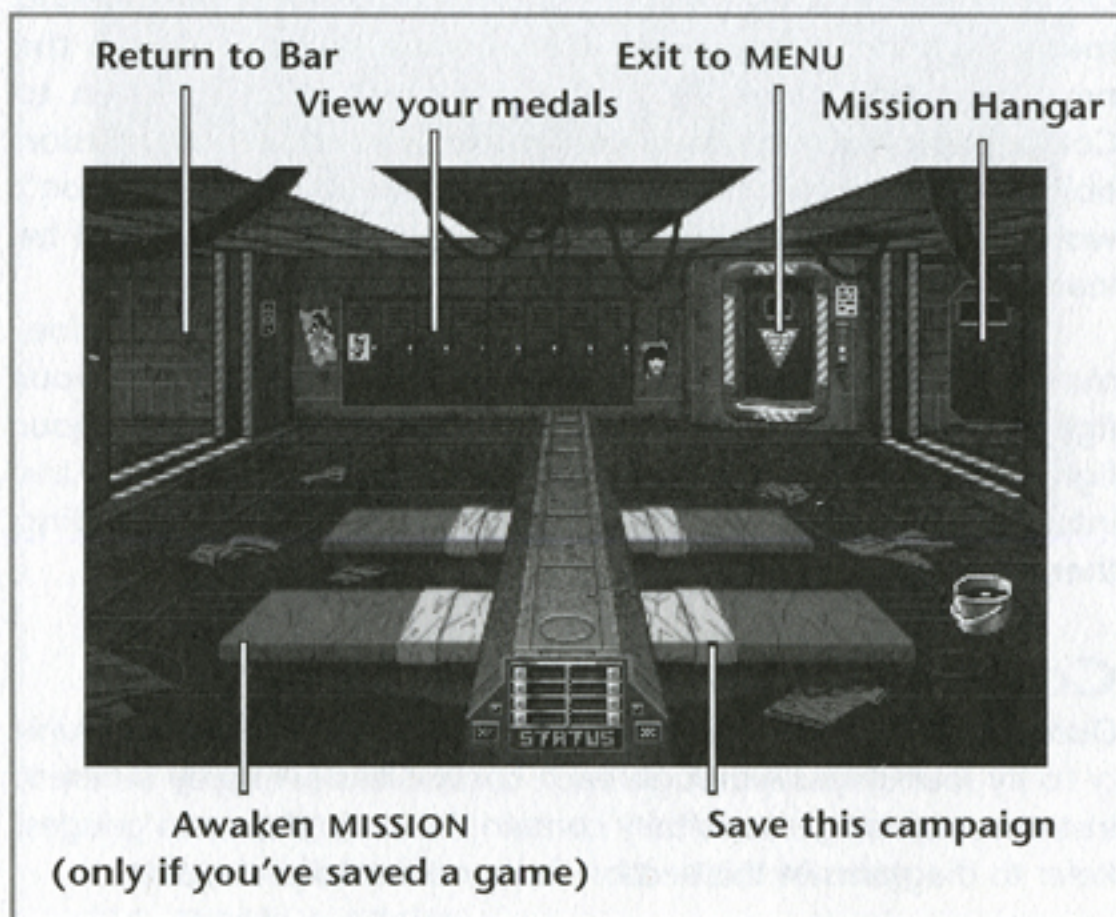 Return to Bar
Exit to MENU
View your medals
Mission Hangar
STATUS
Awaken MISSION
Save this campaign
(only if you've saved a game)